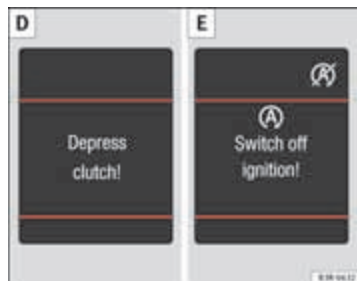 D
E
Depress
clutch!
A
A
Switch off
ignition!